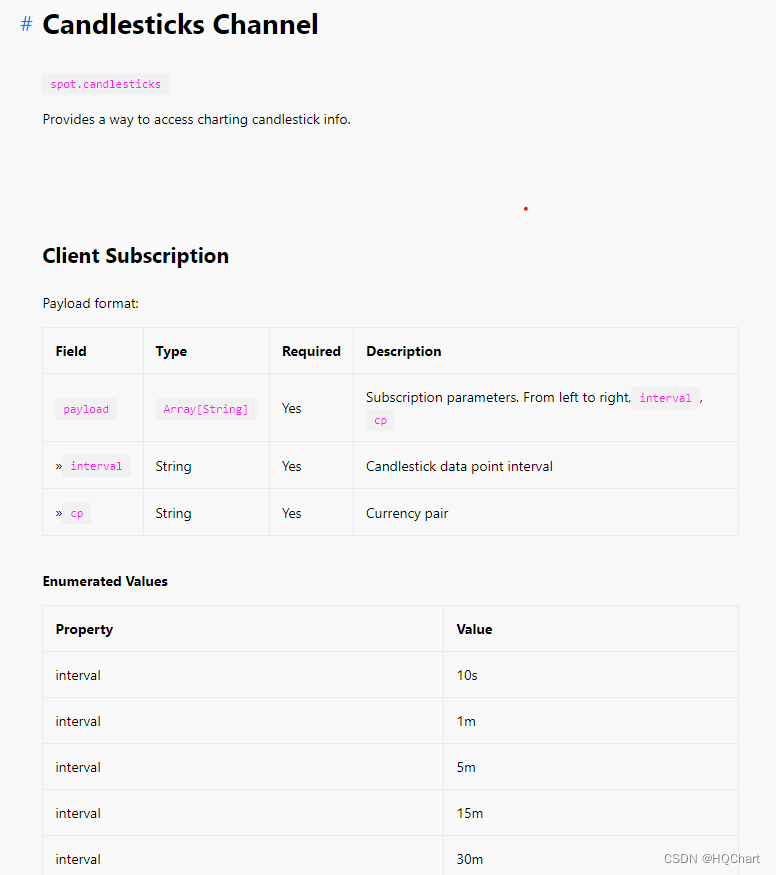 # Candlesticks Channel
spot.candlesticks
Provides a way to access charting candlestick info.
Client Subscription
Payload format:
Field Type Required Description
payload Array[String] Yes Subscription parameters. From left to right, interval ,
cp
» interval String Yes Candlestick data point interval
» cp String Yes Currency pair
Enumerated Values
Property Value
interval 10s
interval 1m
interval 5m
interval 15m
interval 30m
CSDN @HQChart